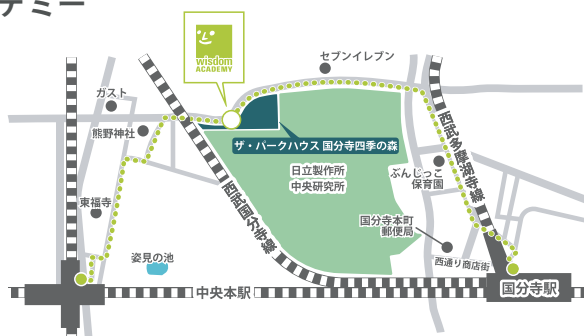 テミー
wisdom
ACADEMY
セブンイレブン
ガスト
熊野神社
ザ・パークハウス 国分寺四季の森
日立製作所
中央研究所
ぶんじっこ
保育園
西武多摩湖寺線
東福寺
西武国分寺線
国分寺本町
郵便局
姿見の池
西通り商店街
中央本駅
国分寺駅